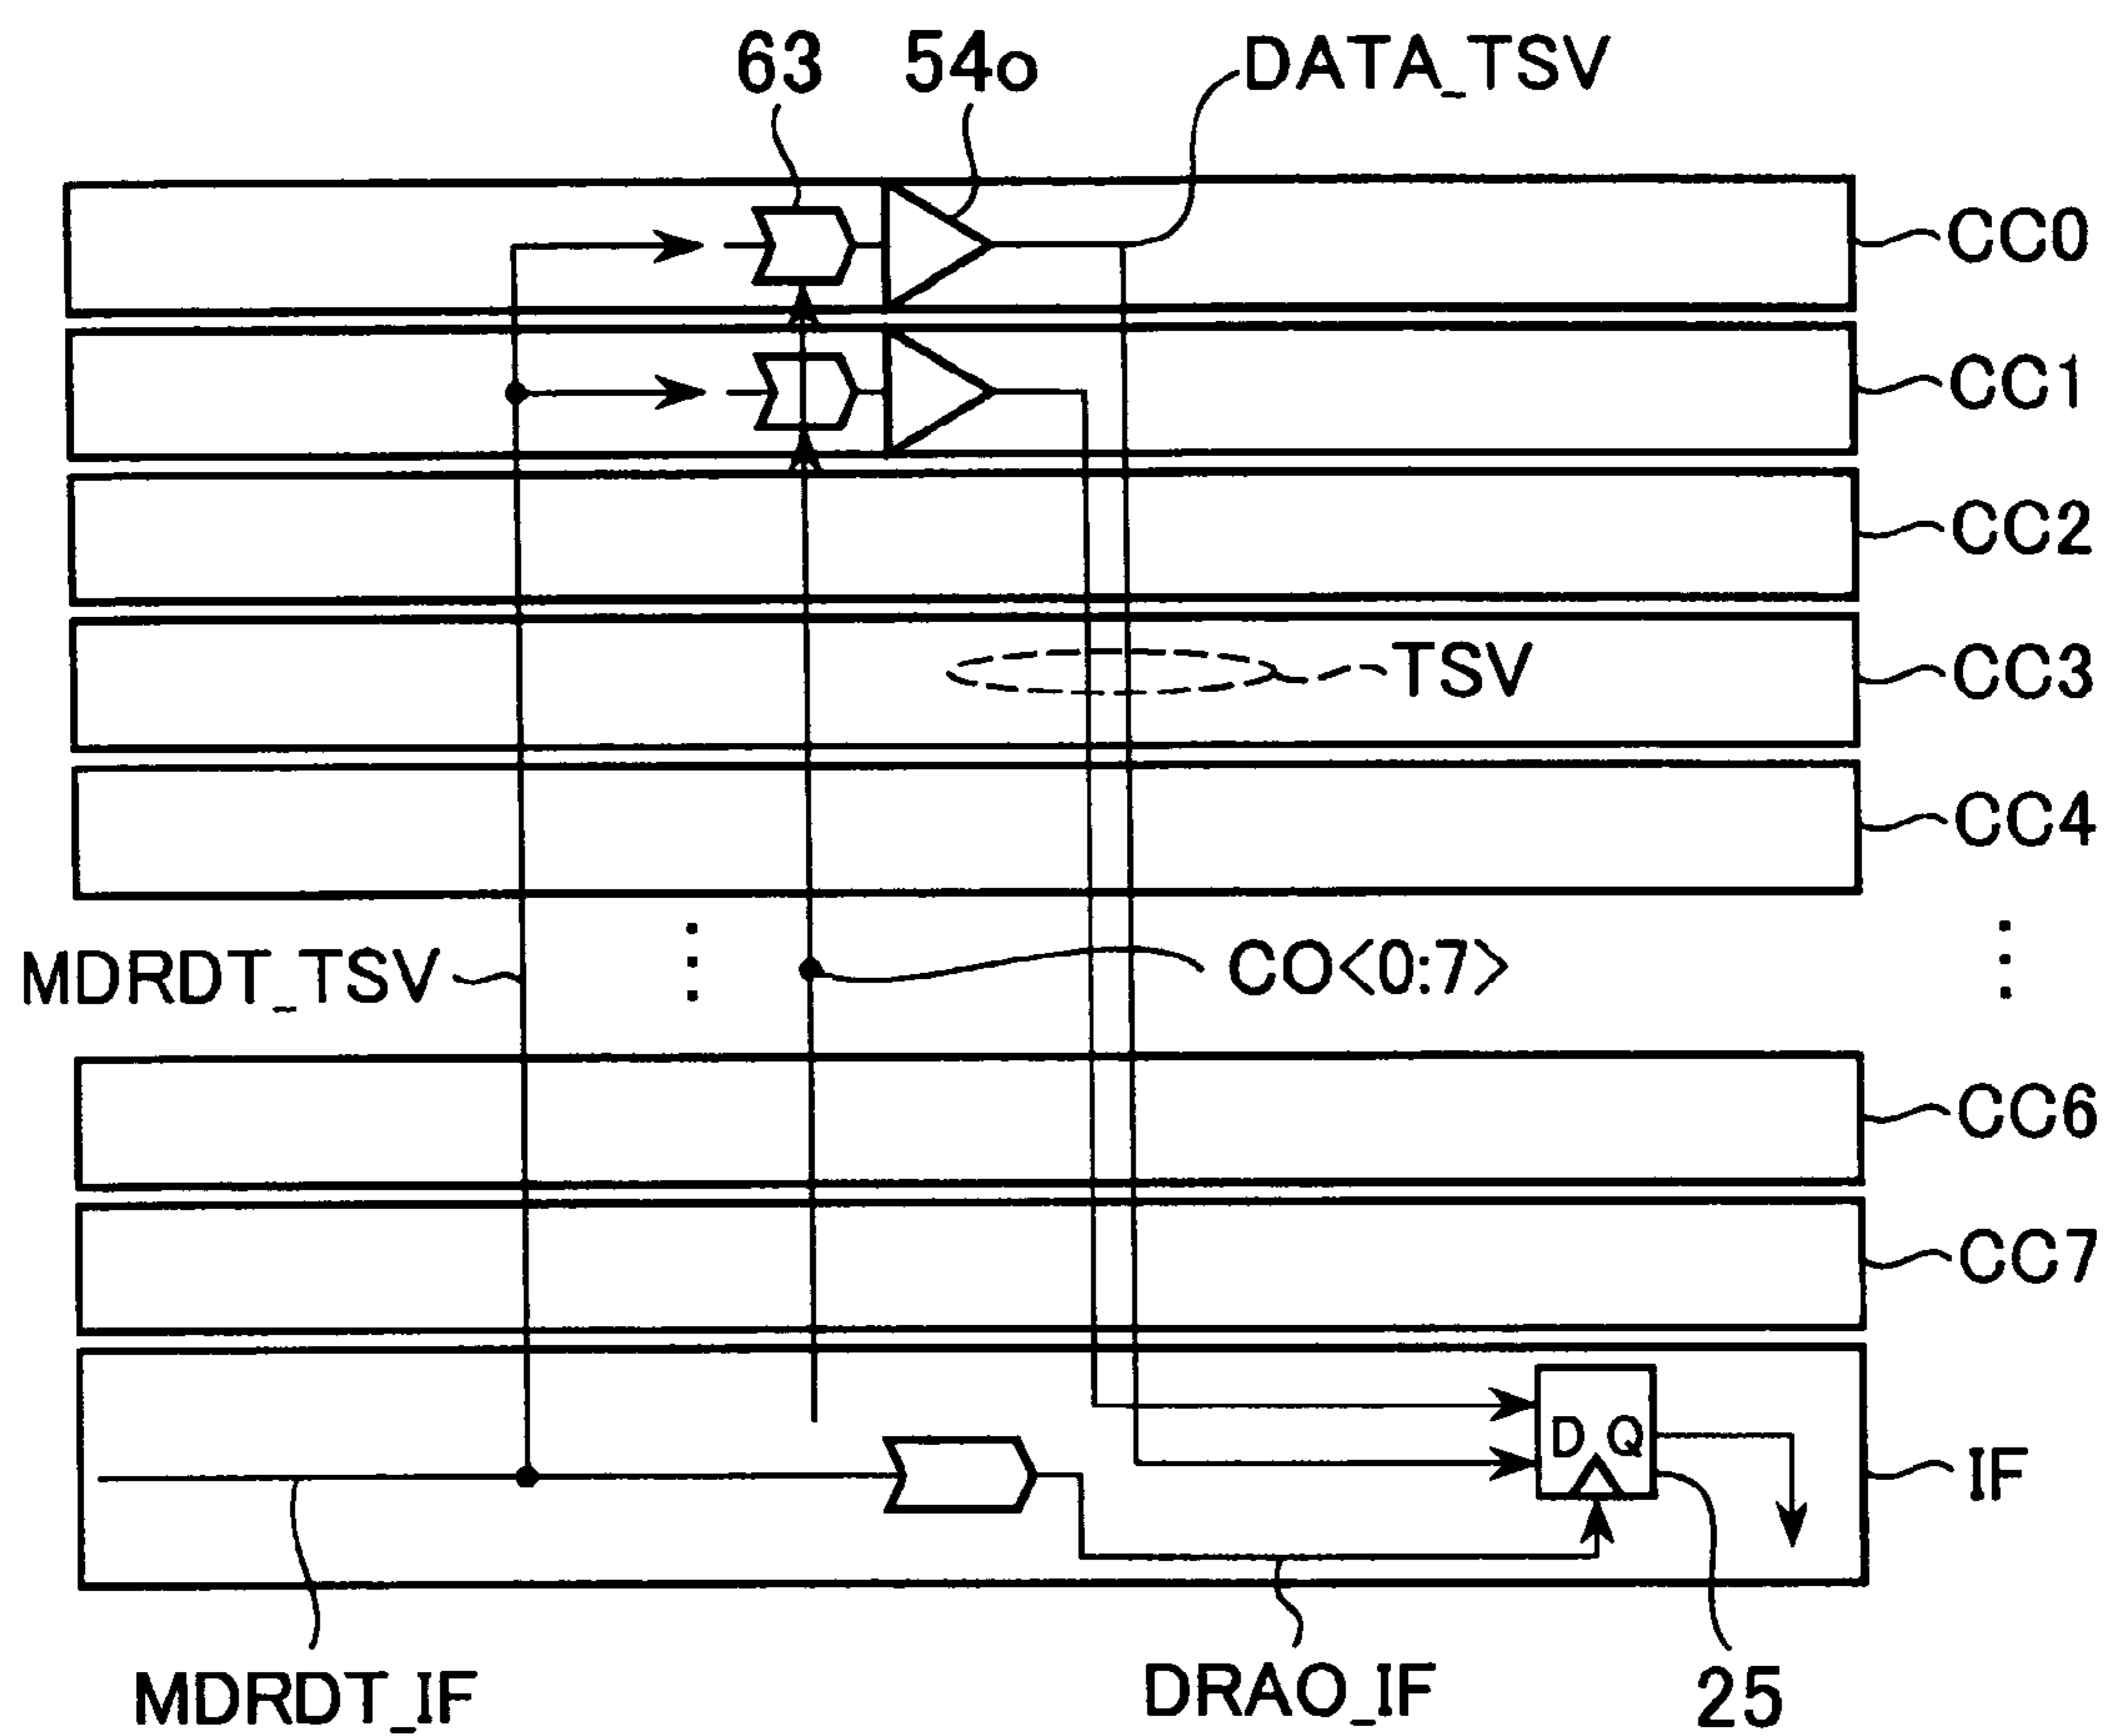 63
54o
DATA_TSV
CC0
CC1
CC2
TSV
CC3
CC4
MDRDT_TSV
CO<0:7>
CC6
CC7
D Q
IF
MDRDT_IF
DRAO_IF
25